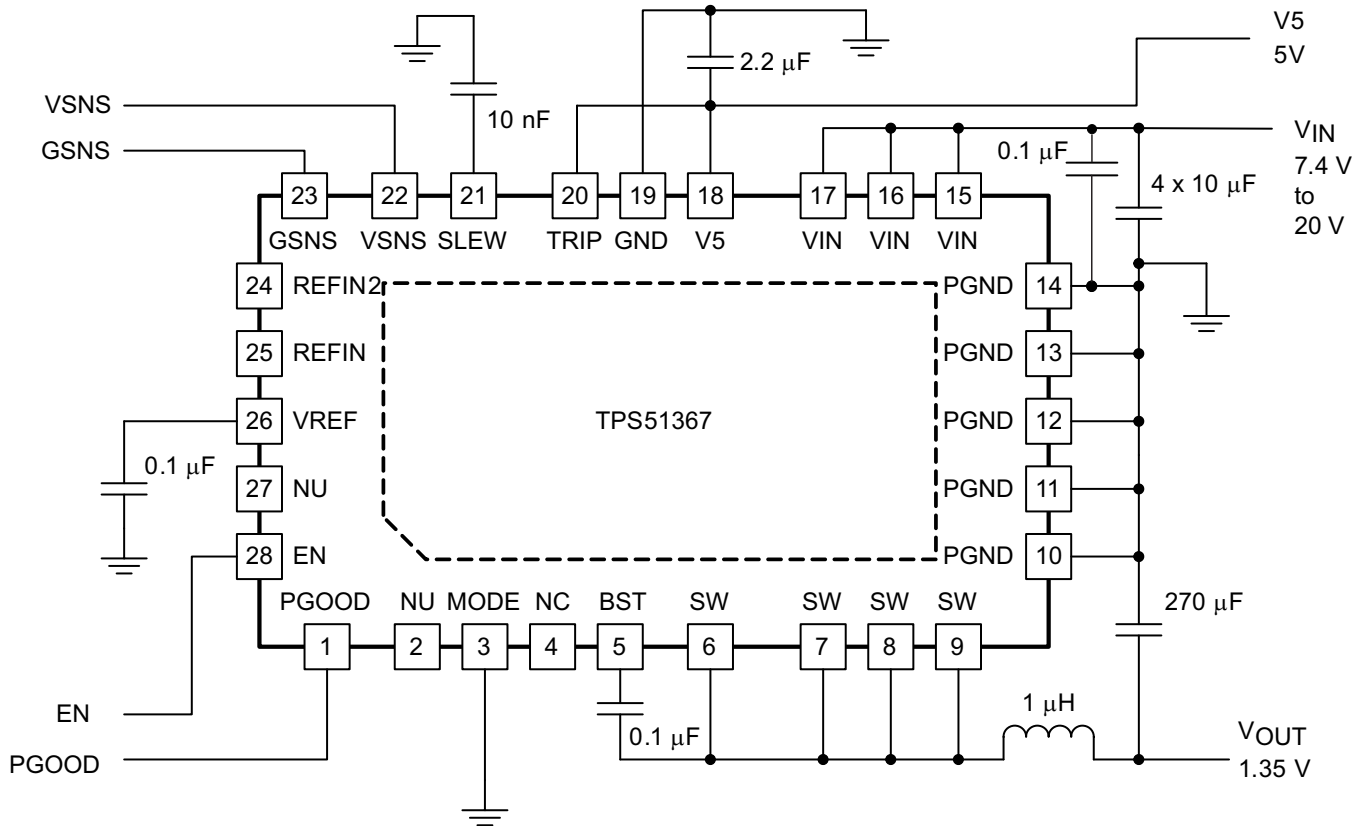 V5
5V
2.2 μF
10 nF
VSNS
GSNS
VIN
7.4 V
to
20 V
0.1 μF
4 x 10 μF
23 22 21 20 19 18 17 16 15
GSNS VSNS SLEW TRIP GND V5 VIN VIN VIN
24 REFIN2 PGND 14
25 REFIN PGND 13
26 VREF TPS51367 PGND 12
0.1 μF
27 NU PGND 11
28 EN PGND 10
PGOOD NU MODE NC BST SW SW SW SW
1 2 3 4 5 6 7 8 9
270 μF
EN
PGOOD
0.1 μF
1 μH
VOUT
1.35 V